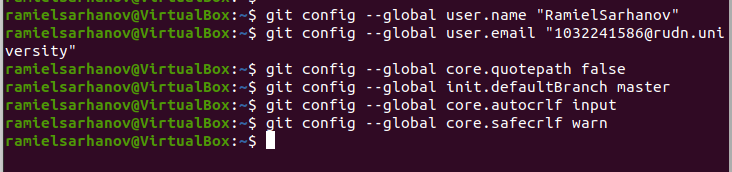 ramielsarhanov@VirtualBox:~$ git config --global user.name "RamielSarhanov"
ramielsarhanov@VirtualBox:~$ git config --global user.email "1032241586@rudn.uni
versity"
ramielsarhanov@VirtualBox:~$ git config --global core.quotepath false
ramielsarhanov@VirtualBox:~$ git config --global init.defaultBranch master
ramielsarhanov@VirtualBox:~$ git config --global core.autocrlf input
ramielsarhanov@VirtualBox:~$ git config --global core.safecrlf warn
ramielsarhanov@VirtualBox:~$